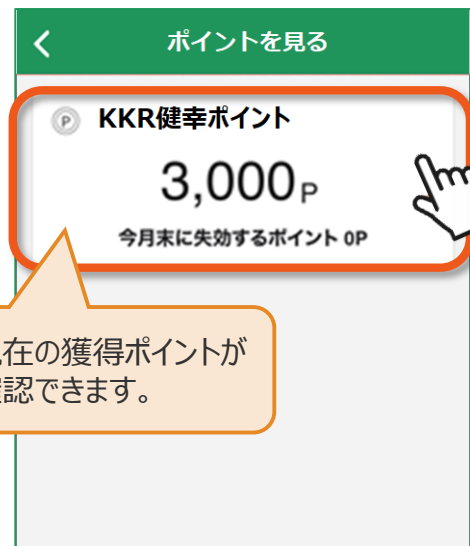 ポイントを見る
P KKR健幸ポイント
3,000P
今月末に失効するポイント 0P
在の獲得ポイントが
認できます。